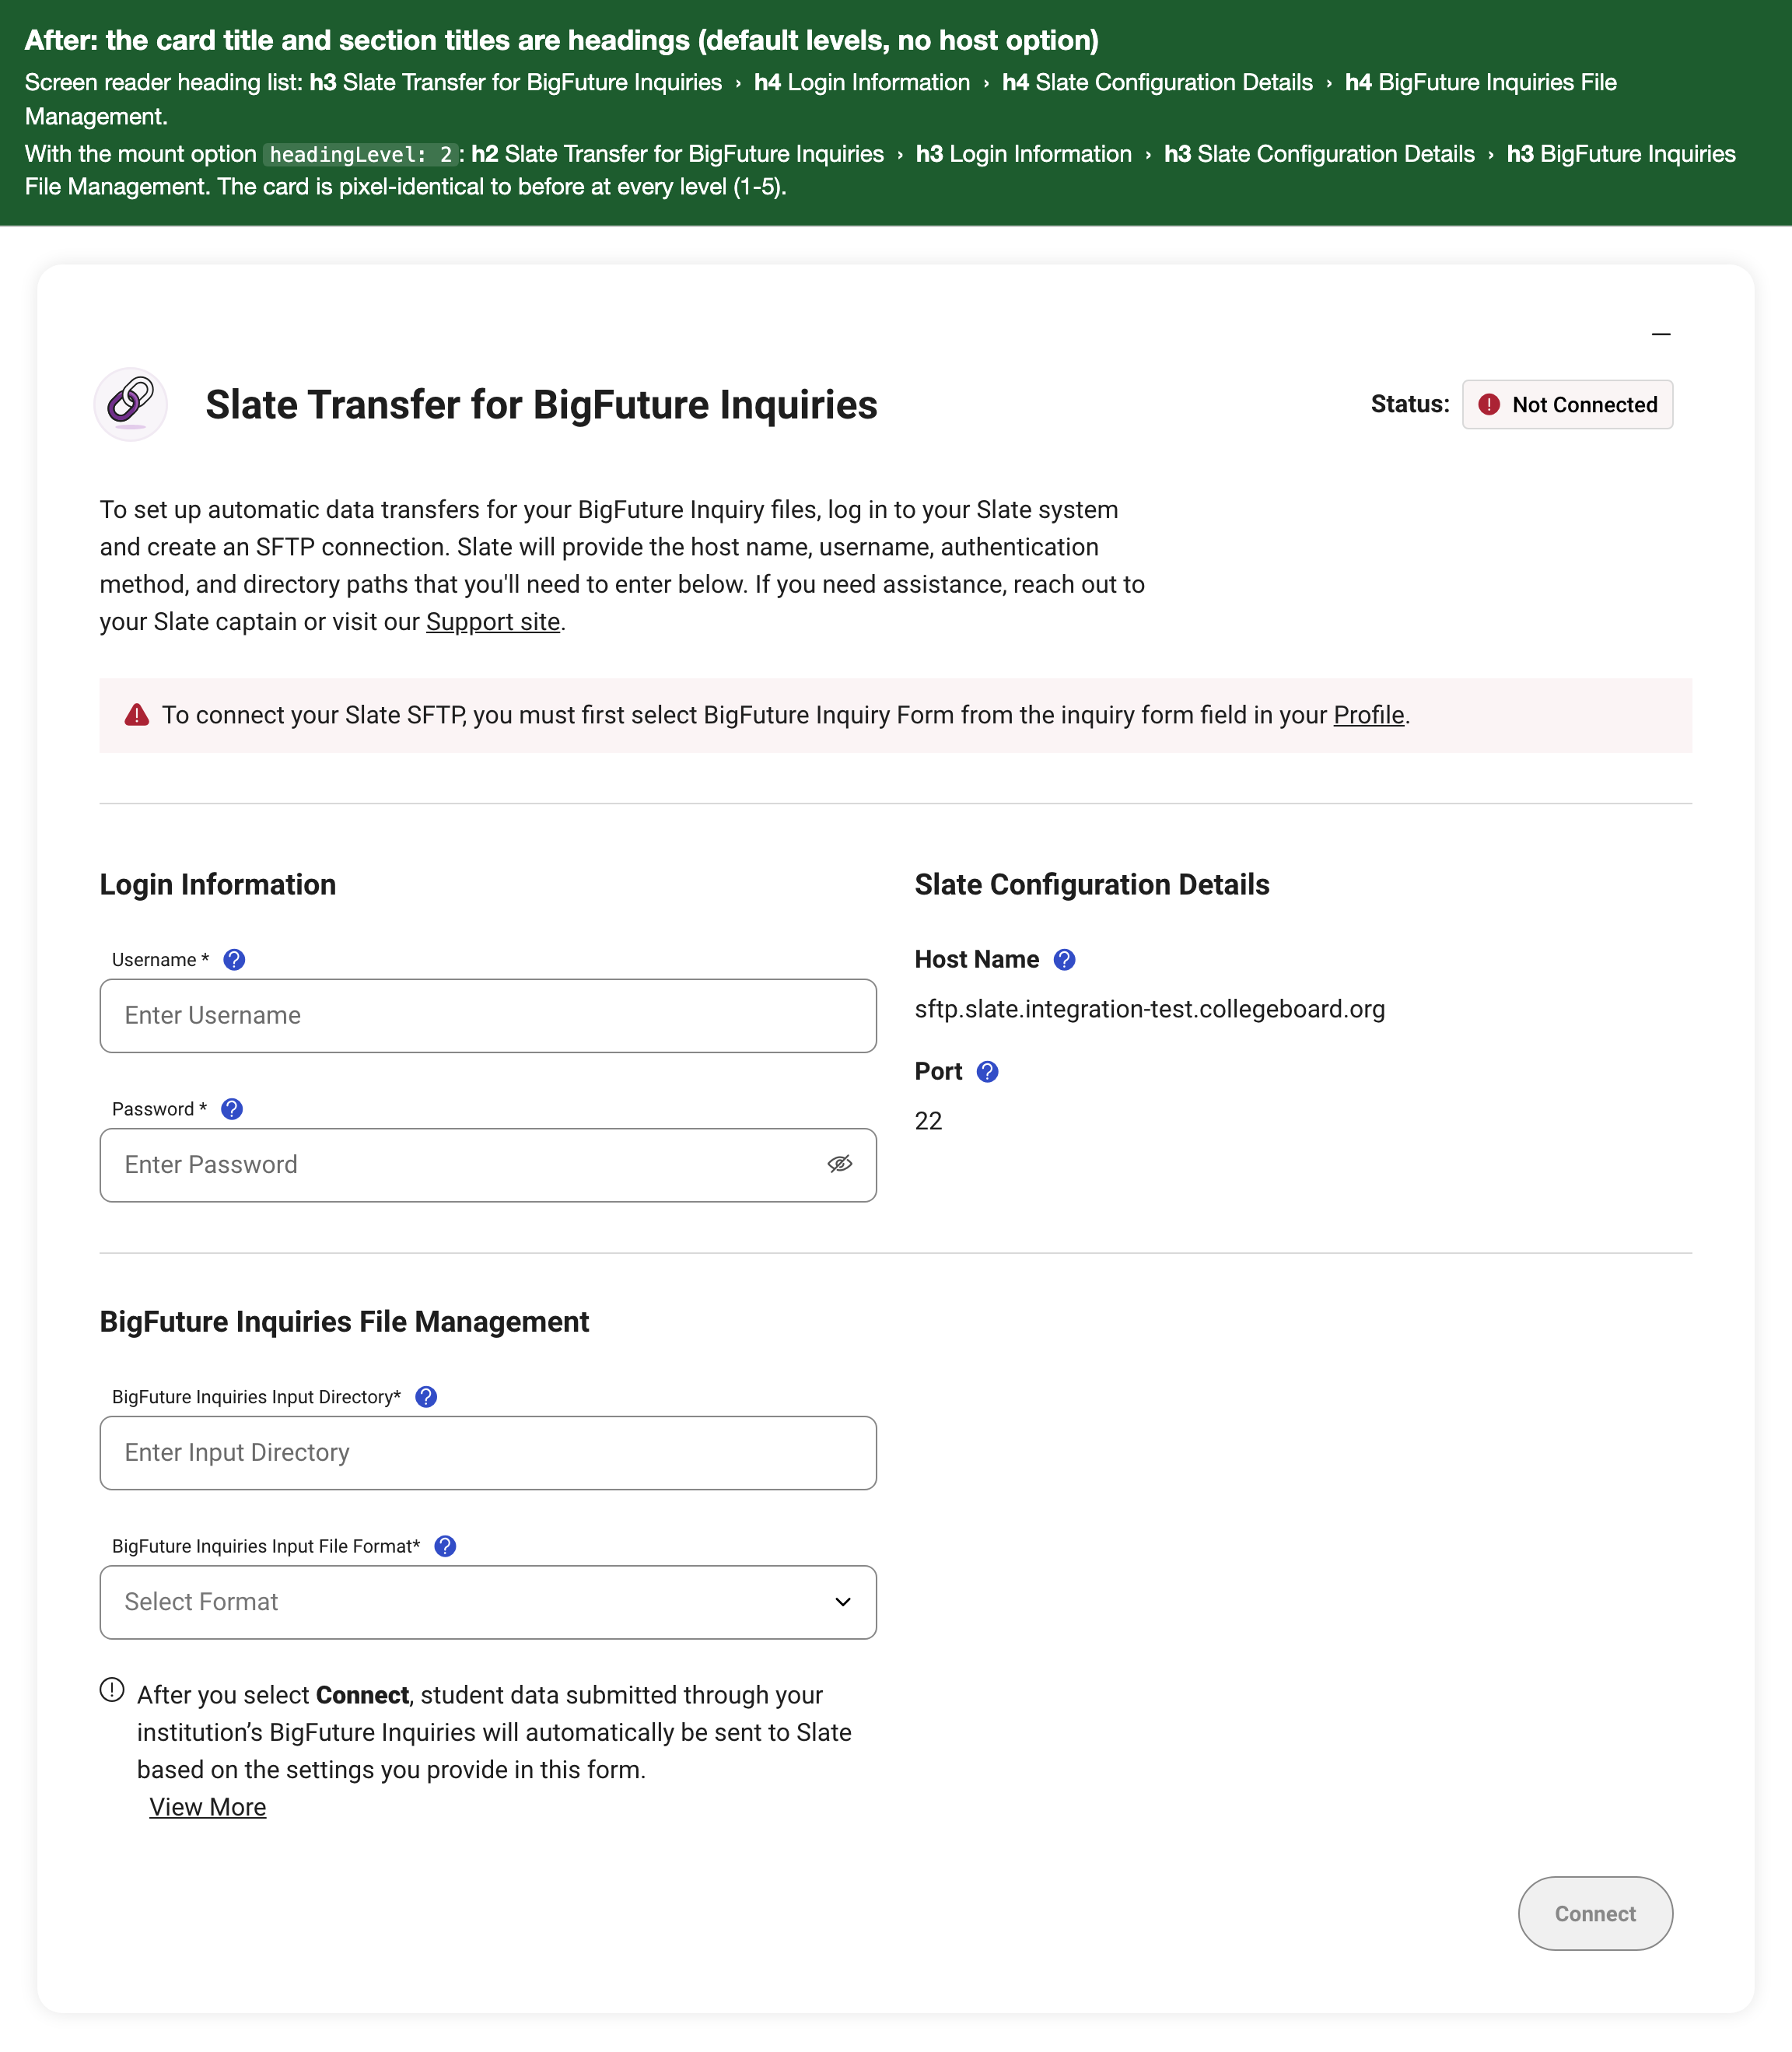 After: the card title and section titles are headings (default levels, no host option)
Screen reader heading list: h3 Slate Transfer for BigFuture Inquiries › h4 Login Information › h4 Slate Configuration Details › h4 BigFuture Inquiries File
Management.
With the mount option headingLevel: 2: h2 Slate Transfer for BigFuture Inquiries › h3 Login Information › h3 Slate Configuration Details › h3 BigFuture Inquiries
File Management. The card is pixel-identical to before at every level (1-5).
Slate Transfer for BigFuture Inquiries
Status: Not Connected
To set up automatic data transfers for your BigFuture Inquiry files, log in to your Slate system
and create an SFTP connection. Slate will provide the host name, username, authentication
method, and directory paths that you'll need to enter below. If you need assistance, reach out to
your Slate captain or visit our Support site.
To connect your Slate SFTP, you must first select BigFuture Inquiry Form from the inquiry form field in your Profile.
Login Information
Username *
Enter Username
Password *
Enter Password
Slate Configuration Details
Host Name
sftp.slate.integration-test.collegeboard.org
Port
22
BigFuture Inquiries File Management
BigFuture Inquiries Input Directory*
Enter Input Directory
BigFuture Inquiries Input File Format*
Select Format
After you select Connect, student data submitted through your
institution’s BigFuture Inquiries will automatically be sent to Slate
based on the settings you provide in this form.
View More
Connect